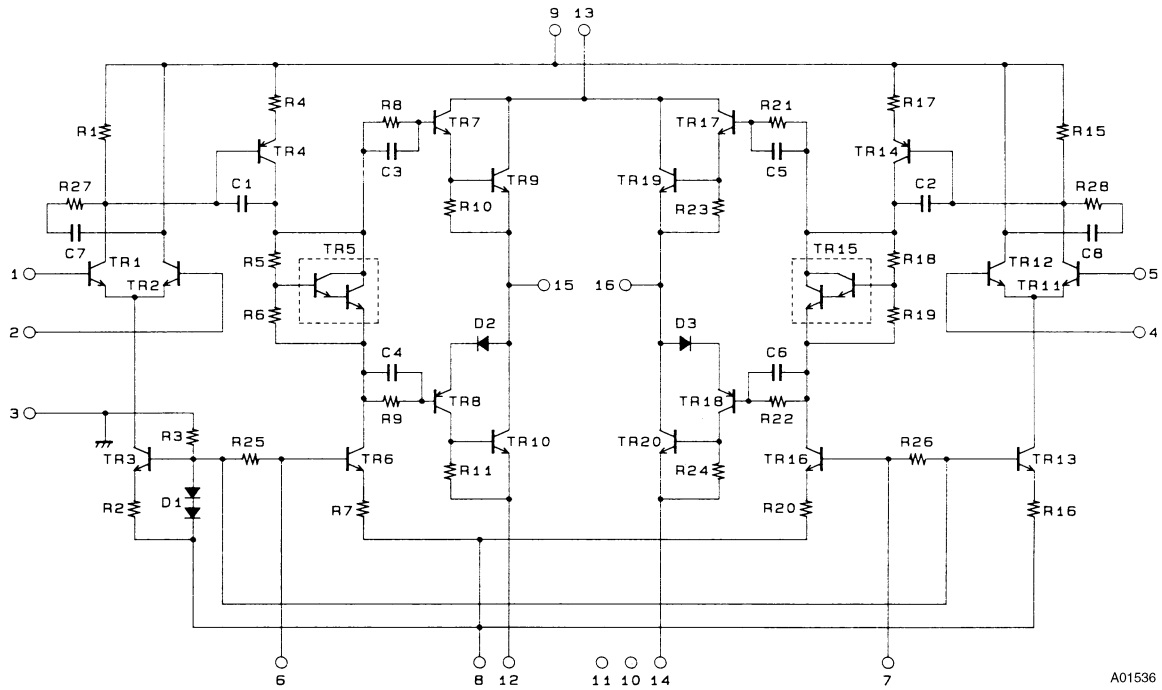 9 13
R4 R8 TR7 TR17 R21 R17
R1 TR4 C3 C5 TR14 R15
R27 C1 TR9 TR19 C2 R28
R10 R23
C7 TR5 TR15 C8
1 TR1 TR2 R5 R18 TR12 TR11 5
15 16
2 R6 D2 D3 R19 4
C4 C6
3 R3 R9 TR8 TR18 R22
R25 TR10 TR20 R26
TR3 TR6 R11 R24 TR16 TR13
R2 D1 R7 R20 R16
6 8 12 11 10 14 7
A01536